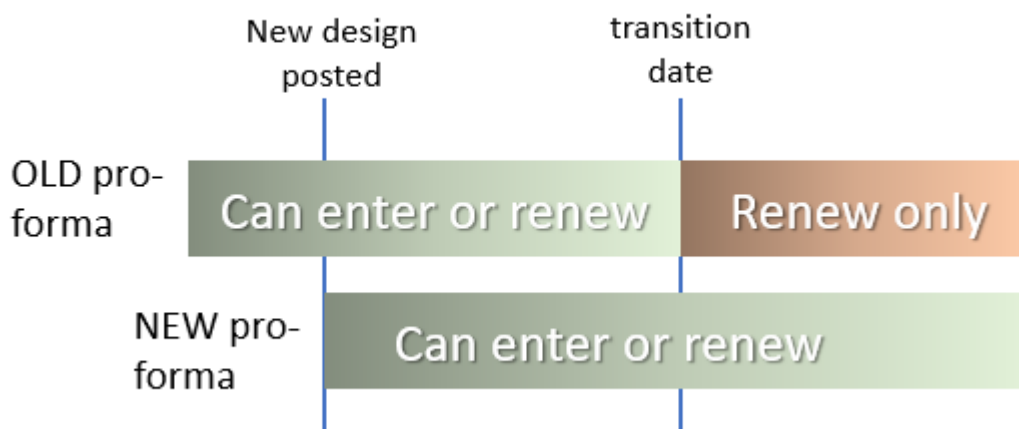 New design
posted
transition
date
OLD pro-
forma
Can enter or renew
Renew only
NEW pro-
forma
Can enter or renew